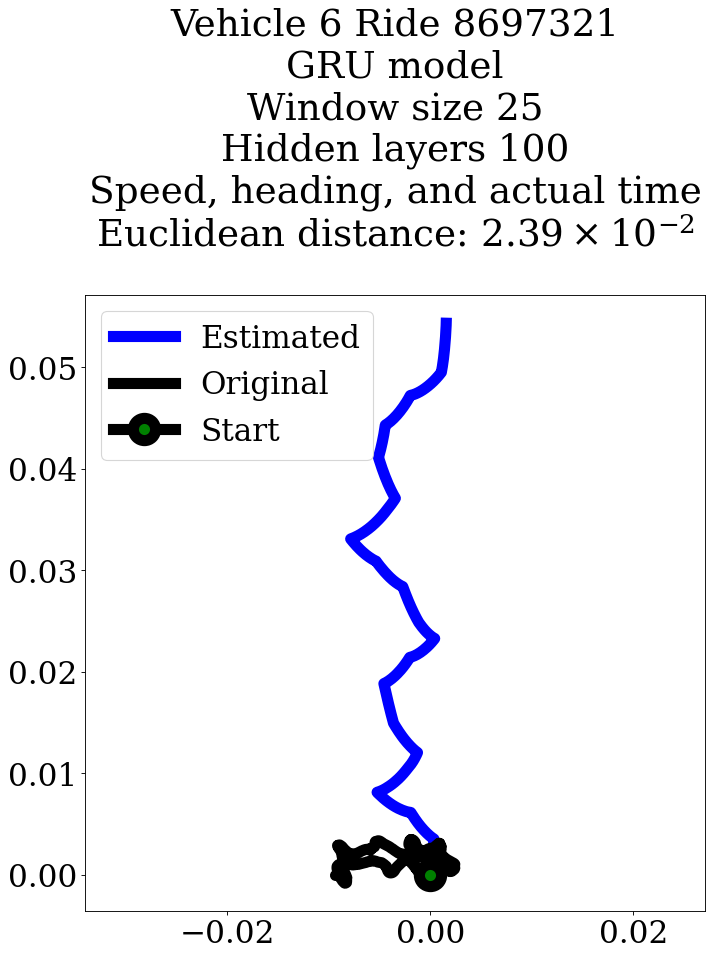 Vehicle 6 Ride 8697321
GRU model
Window size 25
Hidden layers 100
Speed, heading, and actual time
Euclidean distance: 2.39 × 10⁻²
Estimated
Original
Start
0.05
0.04
0.03
0.02
0.01
0.00
−0.02 0.00 0.02